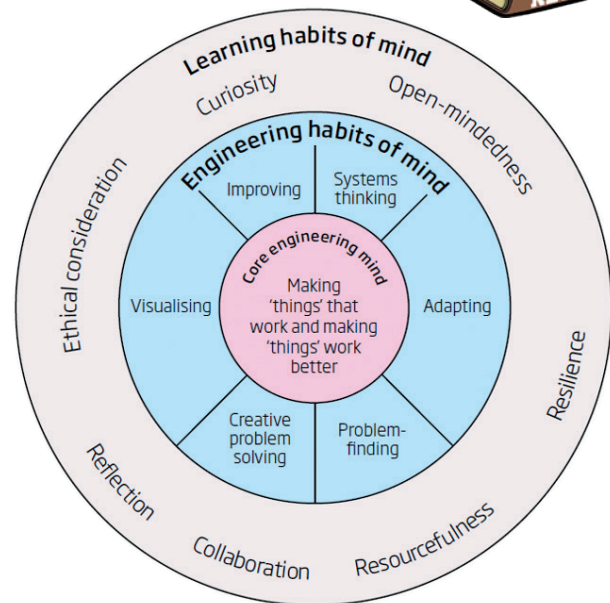 Learning habits of mind
Curiosity
Open-mindedness
Resilience
Resourcefulness
Collaboration
Reflection
Ethical consideration
Engineering habits of mind
Improving
Systems
thinking
Adapting
Problem-
finding
Creative
problem
solving
Visualising
Core engineering mind
Making
‘things’ that
work and making
‘things’ work
better